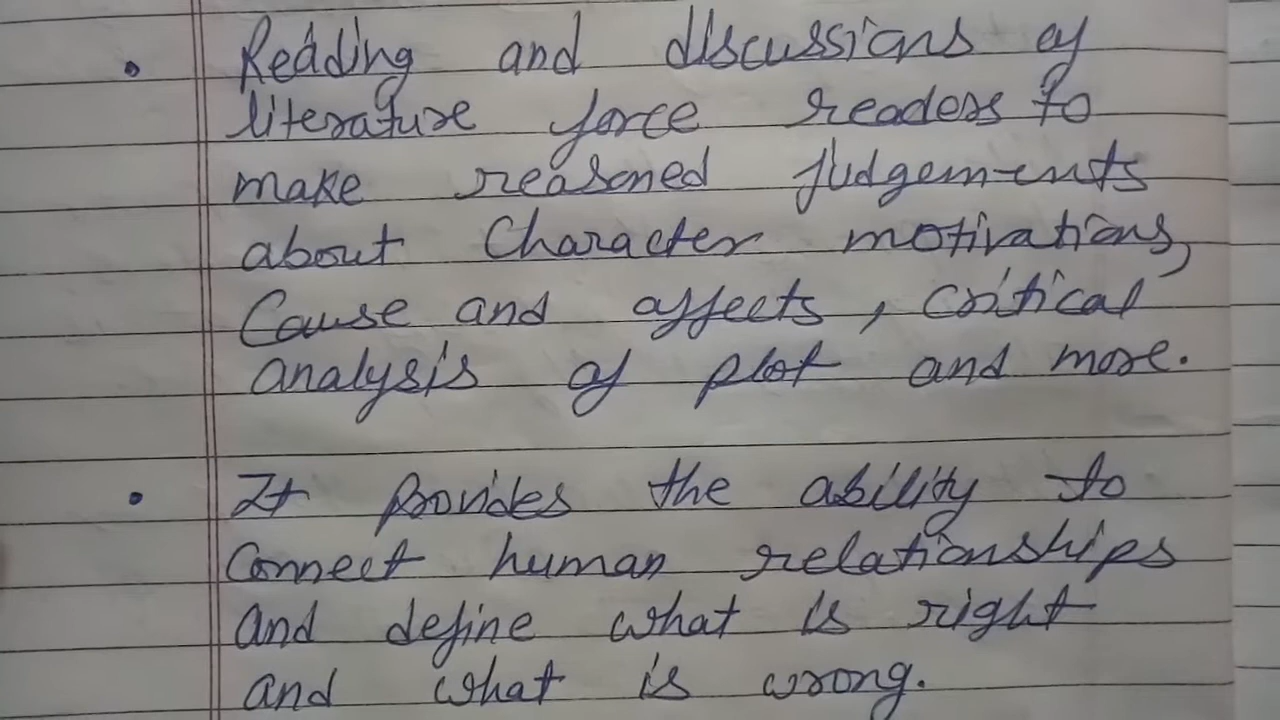 • Reading and discussions of
literature force readers to
make reasoned judgements
about Character motivations,
Cause and affects, critical
analysis of plot and more.
• It provides the ability to
Connect human relationships
and define what is right
and what is wrong.